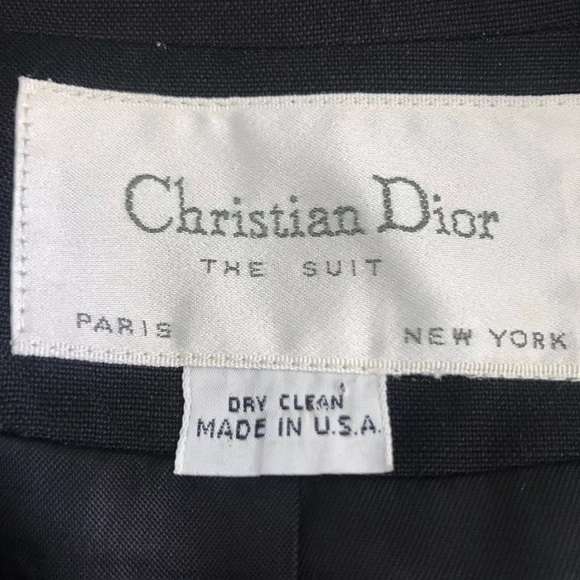 Christian Dior
THE SUIT
PARIS NEW YORK
DRY CLEAN
MADE IN U.S.A.